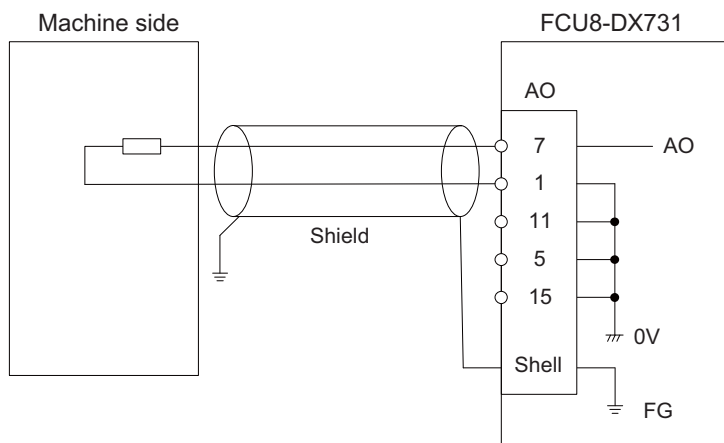 Machine side
FCU8-DX731
AO
7
AO
1
11
Shield
5
15
0V
Shell
FG